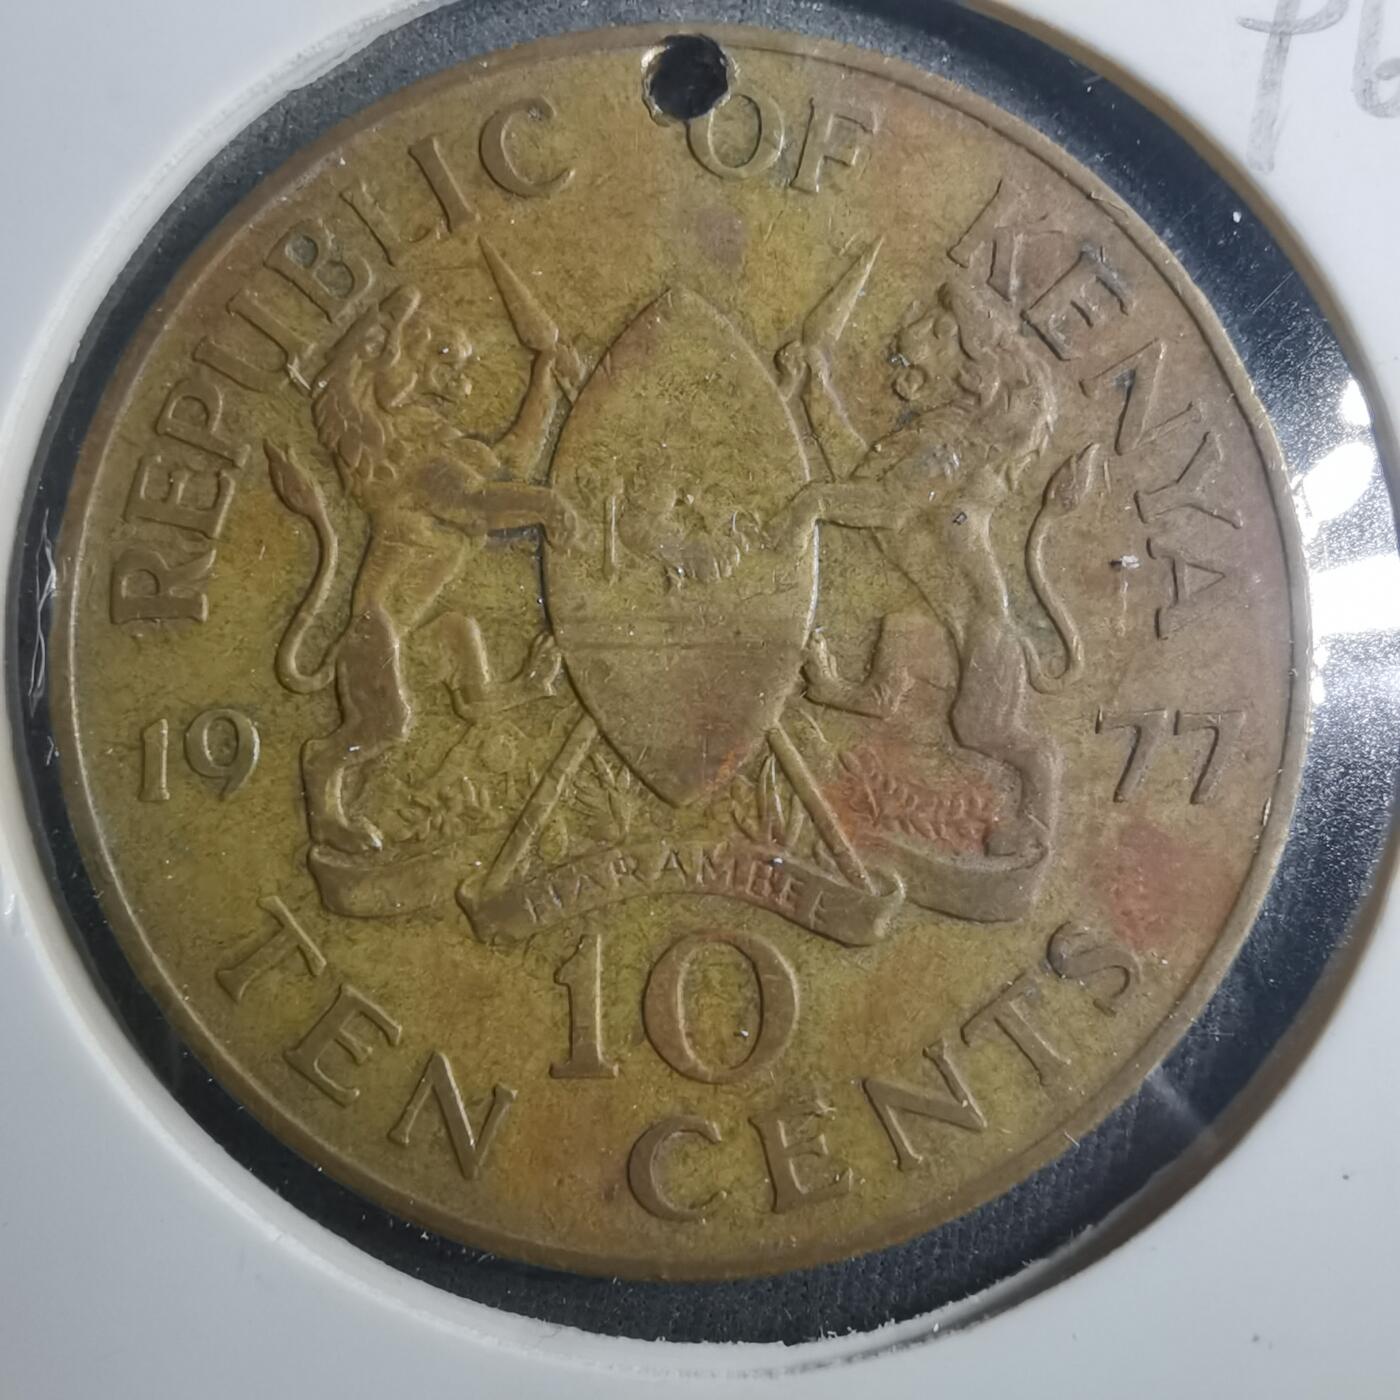 REPUBLIC OF KENYA
19 77
HARAMBEE
10
TEN CENTS